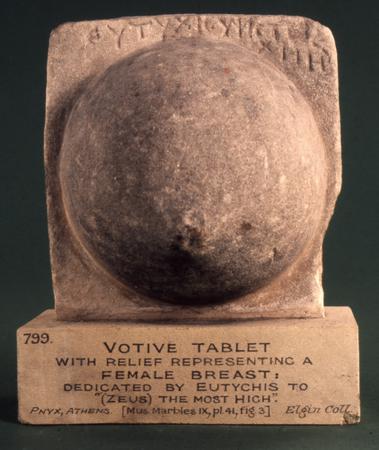 ΕΥΤΥΧΙϹ
799.
VOTIVE TABLET
WITH RELIEF REPRESENTING A
FEMALE BREAST:
DEDICATED BY EUTYCHIS TO
"(ZEUS) THE MOST HIGH".
PNYX, ATHENS. [Mus. Marbles IX, pl. 41, fig. 3] Elgin Coll.